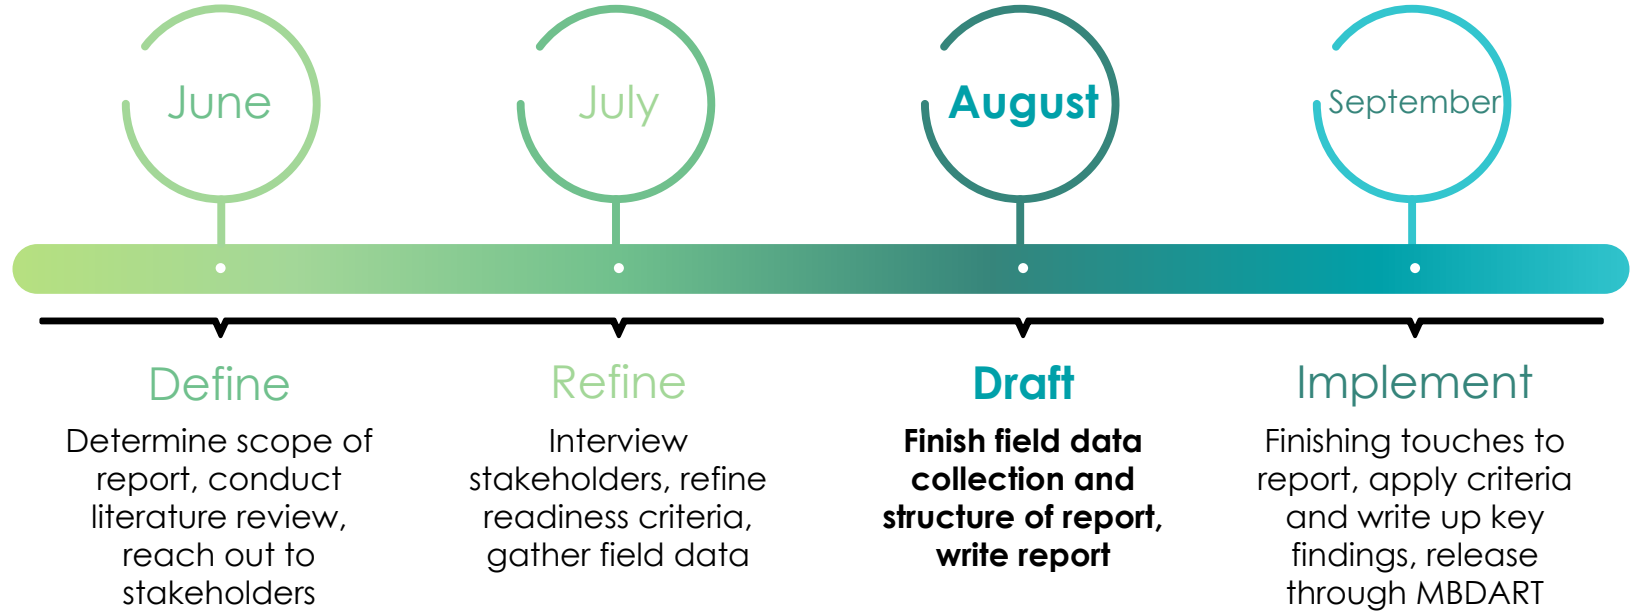 June
July
August
September
Define
Determine scope of
report, conduct
literature review,
reach out to
stakeholders
Refine
Interview
stakeholders, refine
readiness criteria,
gather field data
Draft
Finish field data
collection and
structure of report,
write report
Implement
Finishing touches to
report, apply criteria
and write up key
findings, release
through MBDART